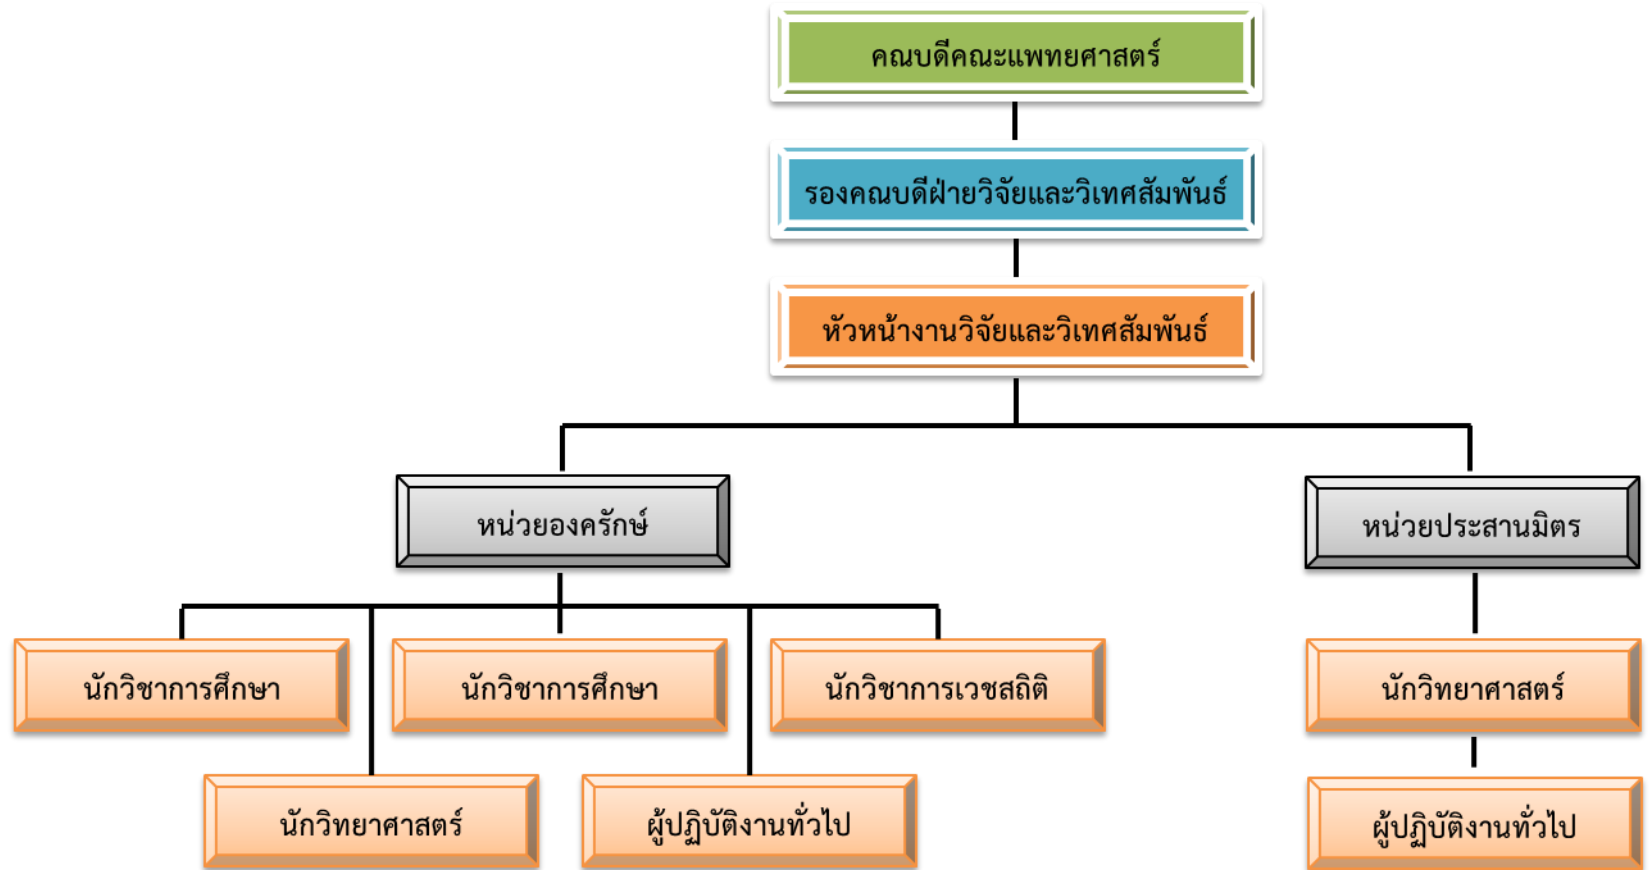 คณบดีคณะแพทยศาสตร์
รองคณบดีฝ่ายวิจัยและวิเทศสัมพันธ์
หัวหน้างานวิจัยและวิเทศสัมพันธ์
หน่วยองครักษ์
หน่วยประสานมิตร
นักวิชาการศึกษา
นักวิชาการศึกษา
นักวิชาการเวชสถิติ
นักวิทยาศาสตร์
นักวิทยาศาสตร์
ผู้ปฏิบัติงานทั่วไป
ผู้ปฏิบัติงานทั่วไป